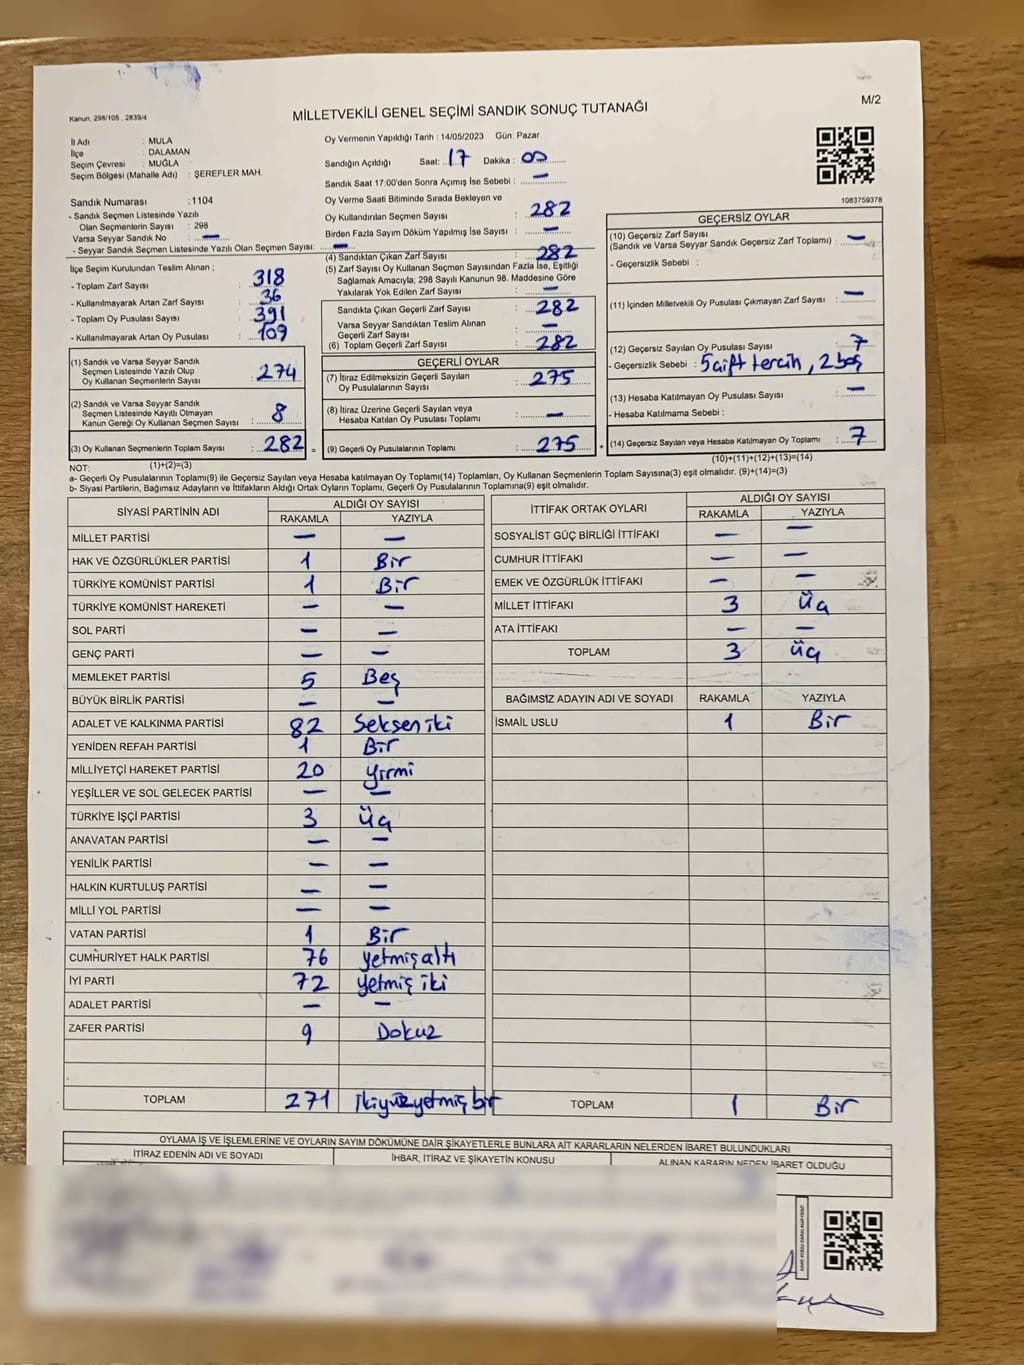 Kanun, 298/105 , 2839/4
MİLLETVEKİLİ GENEL SEÇİMİ SANDIK SONUÇ TUTANAĞI
M/2
İl Adı : MULA
İlçe : DALAMAN
Seçim Çevresi : MUĞLA
Seçim Bölgesi (Mahalle Adı) : ŞEREFLER MAH.
Sandık Numarası : 1104
- Sandık Seçmen Listesinde Yazılı
Olan Seçmenlerin Sayısı : 298
Varsa Seyyar Sandık No —
- Seyyar Sandık Seçmen Listesinde Yazılı Olan Seçmen Sayısı: —
İlçe Seçim Kurulundan Teslim Alınan ;
- Toplam Zarf Sayısı : 318
- Kullanılmayarak Artan Zarf Sayısı : 36
- Toplam Oy Pusulası Sayısı : 391
- Kullanılmayarak Artan Oy Pusulası : 109
(1) Sandık ve Varsa Seyyar Sandık
Seçmen Listesinde Yazılı Olup
Oy Kullanan Seçmenlerin Sayısı : 274
(2) Sandık ve Varsa Seyyar Sandık
Seçmen Listesinde Kayıtlı Olmayan
Kanun Gereği Oy Kullanan Seçmen Sayısı : 8
(3) Oy Kullanan Seçmenlerin Toplam Sayısı : 282
(1)+(2)=(3)
Oy Vermenin Yapıldığı Tarih : 14/05/2023 Gün: Pazar
Sandığın Açıldığı Saat: 17 Dakika : 00
Sandık Saat 17:00'den Sonra Açımış İse Sebebi : —
Oy Verme Saati Bitiminde Sırada Bekleyen ve
Oy Kullandırılan Seçmen Sayısı : 282
Birden Fazla Sayım Döküm Yapılmış İse Sayısı : —
(4) Sandıktan Çıkan Zarf Sayısı : 282
(5) Zarf Sayısı Oy Kullanan Seçmen Sayısından Fazla İse, Eşitliği
Sağlamak Amacıyla; 298 Sayılı Kanunun 98. Maddesine Göre
Yakılarak Yok Edilen Zarf Sayısı : —
Sandıkta Çıkan Geçerli Zarf Sayısı : 282
Varsa Seyyar Sandıktan Teslim Alınan
Geçerli Zarf Sayısı : —
(6) Toplam Geçerli Zarf Sayısı : 282
GEÇERLİ OYLAR
(7) İtiraz Edilmeksizin Geçerli Sayılan
Oy Pusulalarının Sayısı : 275
(8) İtiraz Üzerine Geçerli Sayılan veya
Hesaba Katılan Oy Pusulası Toplamı : —
= (9) Geçerli Oy Pusulalarının Toplamı : 275 +
1083759378
GEÇERSİZ OYLAR
(10) Geçersiz Zarf Sayısı : —
(Sandık ve Varsa Seyyar Sandık Geçersiz Zarf Toplamı)
- Geçersizlik Sebebi :
(11) İçinden Milletvekili Oy Pusulası Çıkmayan Zarf Sayısı : —
(12) Geçersiz Sayılan Oy Pusulası Sayısı : 7
- Geçersizlik Sebebi : 5 çift tercih, 2 boş
(13) Hesaba Katılmayan Oy Pusulası Sayısı : —
- Hesaba Katılmama Sebebi :
(14) Geçersiz Sayılan veya Hesaba Katılmayan Oy Toplamı : 7
(10)+(11)+(12)+(13)=(14)
NOT:
a- Geçerli Oy Pusulalarının Toplamı(9) ile Geçersiz Sayılan veya Hesaba katılmayan Oy Toplamı(14) Toplamları, Oy Kullanan Seçmenlerin Toplam Sayısına(3) eşit olmalıdır. (9)+(14)=(3)
b- Siyasi Partilerin, Bağımsız Adayların ve İttifakların Aldığı Ortak Oyların Toplamı, Geçerli Oy Pusulalarının Toplamına(9) eşit olmalıdır.
SİYASİ PARTİNİN ADI ALDIĞI OY SAYISI
RAKAMLA YAZIYLA
MİLLET PARTİSİ — —
HAK VE ÖZGÜRLÜKLER PARTİSİ 1 Bir
TÜRKİYE KOMÜNİST PARTİSİ 1 Bir
TÜRKİYE KOMÜNİST HAREKETİ — —
SOL PARTİ — —
GENÇ PARTİ — —
MEMLEKET PARTİSİ 5 Beş
BÜYÜK BİRLİK PARTİSİ — —
ADALET VE KALKINMA PARTİSİ 82 Seksen iki
YENİDEN REFAH PARTİSİ 1 Bir
MİLLİYETÇİ HAREKET PARTİSİ 20 Yirmi
YEŞİLLER VE SOL GELECEK PARTİSİ — —
TÜRKİYE İŞÇİ PARTİSİ 3 Üç
ANAVATAN PARTİSİ — —
YENİLİK PARTİSİ — —
HALKIN KURTULUŞ PARTİSİ — —
MİLLİ YOL PARTİSİ — —
VATAN PARTİSİ 1 Bir
CUMHURİYET HALK PARTİSİ 76 Yetmiş altı
İYİ PARTİ 72 Yetmiş iki
ADALET PARTİSİ — —
ZAFER PARTİSİ 9 Dokuz
TOPLAM 271 ikiyüzyetmiş bir
İTTİFAK ORTAK OYLARI ALDIĞI OY SAYISI
RAKAMLA YAZIYLA
SOSYALİST GÜÇ BİRLİĞİ İTTİFAKI — —
CUMHUR İTTİFAKI — —
EMEK VE ÖZGÜRLÜK İTTİFAKI — —
MİLLET İTTİFAKI 3 Üç
ATA İTTİFAKI — —
TOPLAM 3 Üç
BAĞIMSIZ ADAYIN ADI VE SOYADI RAKAMLA YAZIYLA
İSMAİL USLU 1 Bir
TOPLAM 1 Bir
OYLAMA İŞ VE İŞLEMLERİNE VE OYLARIN SAYIM DÖKÜMÜNE DAİR ŞİKAYETLERLE BUNLARA AİT KARARLARIN NELERDEN İBARET BULUNDUKLARI
İTİRAZ EDENİN ADI VE SOYADI İHBAR, İTİRAZ VE ŞİKAYETİN KONUSU ALINAN KARARIN NEDEN İBARET OLDUĞU